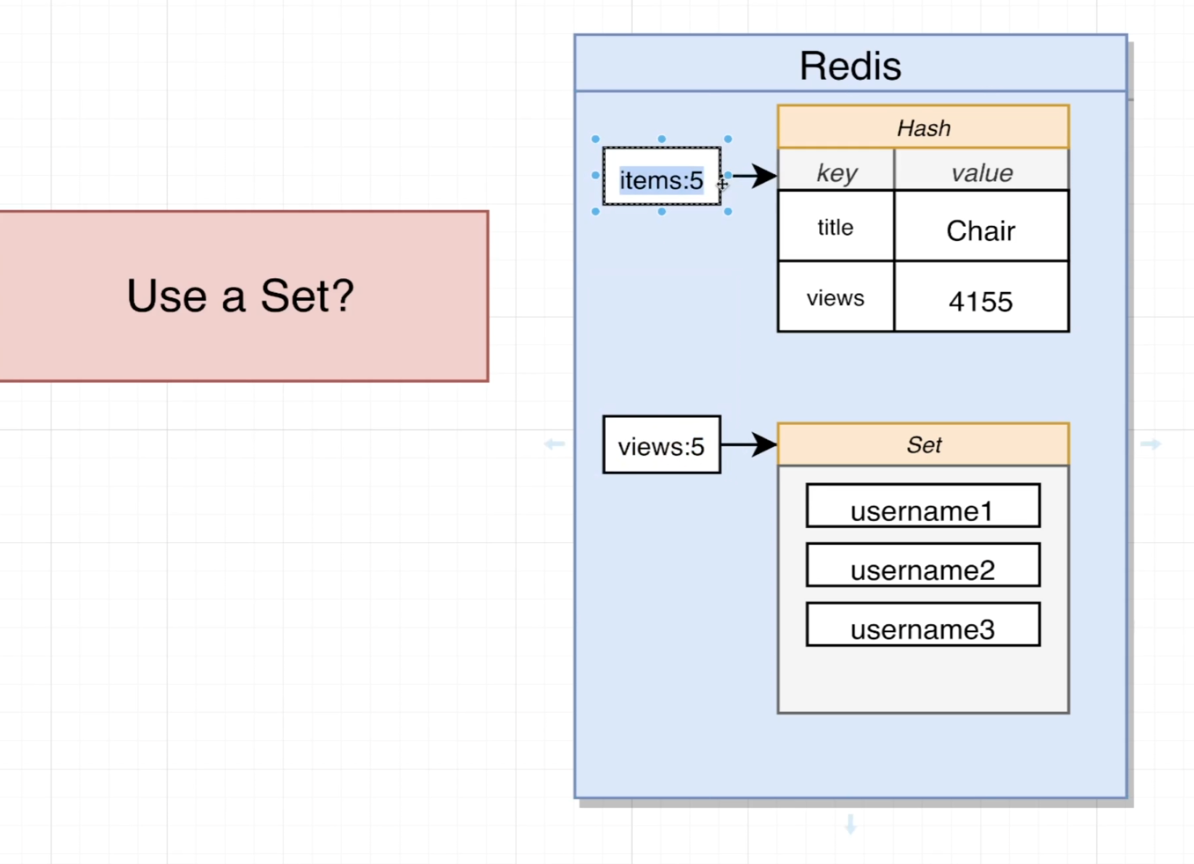 Redis
Hash
items:5
key value
title Chair
views 4155
Use a Set?
views:5
Set
username1
username2
username3